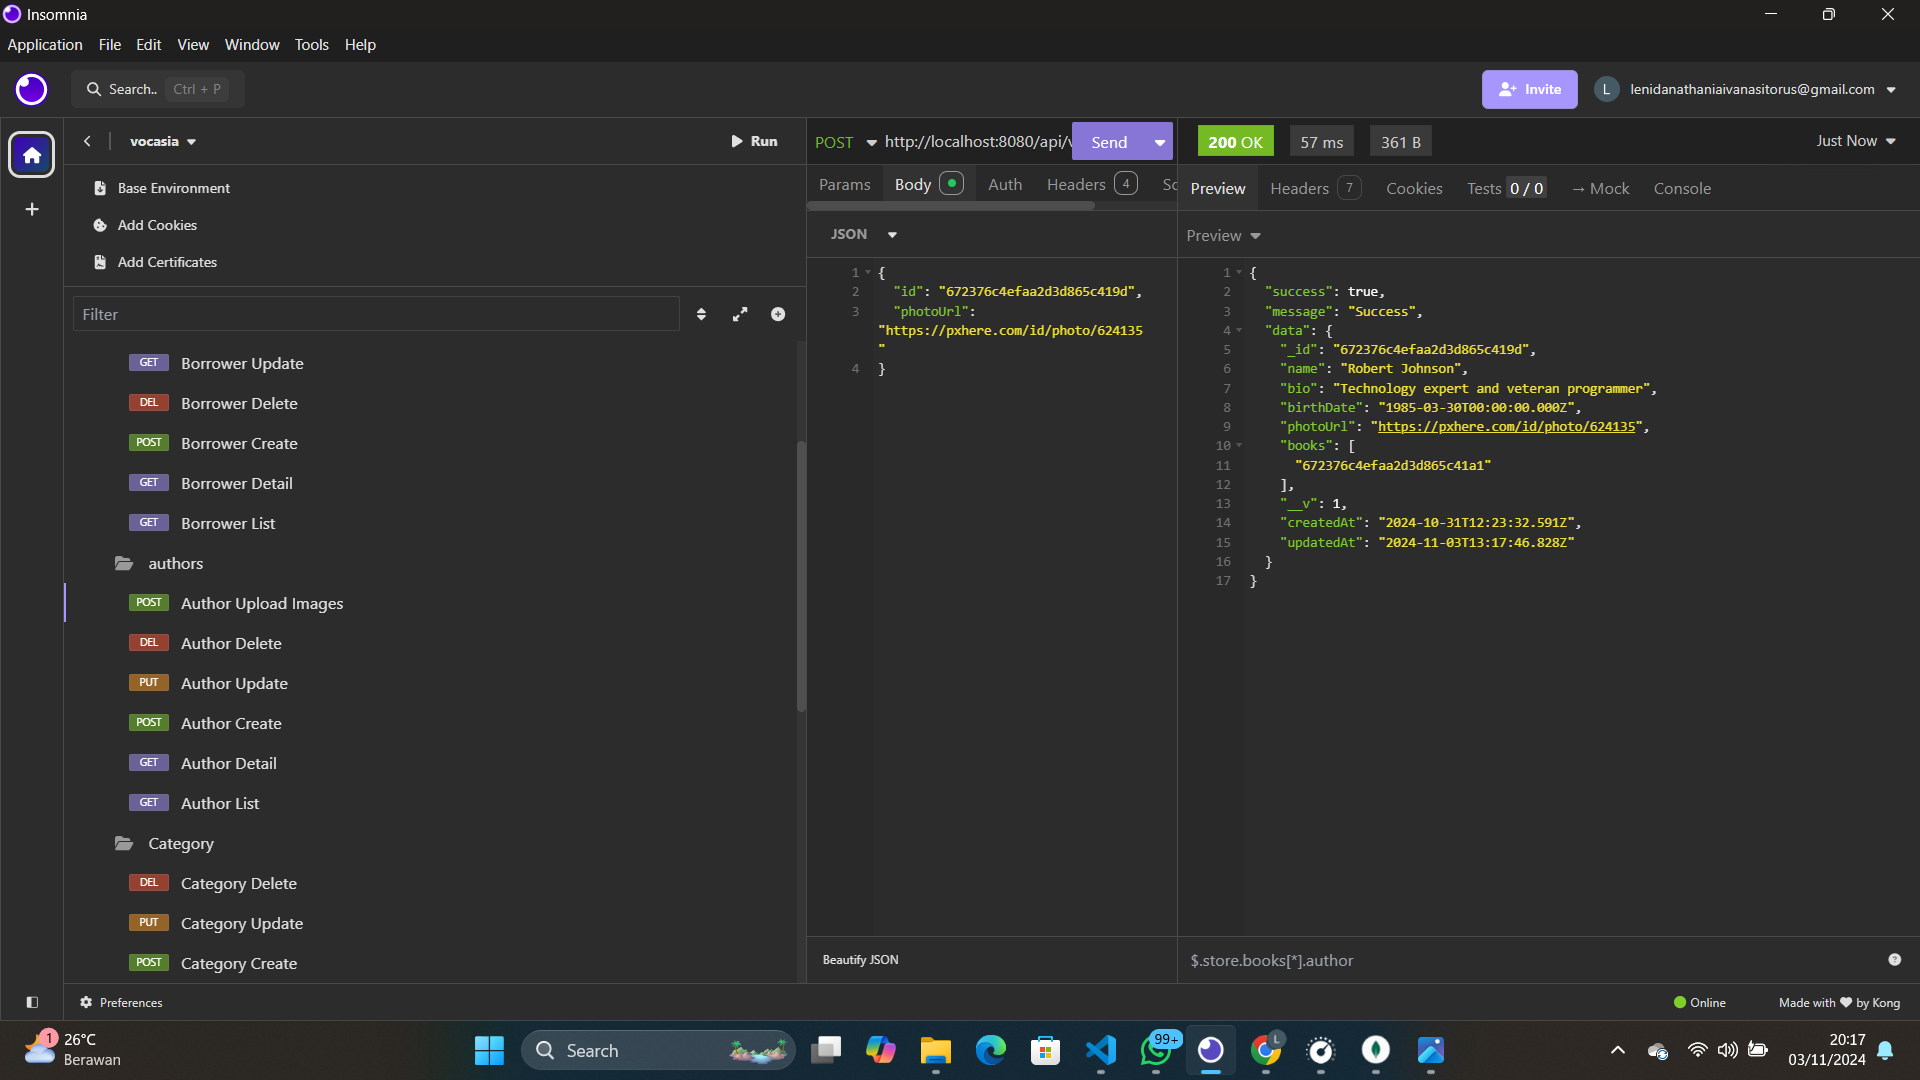 Insomnia
Application File Edit View Window Tools Help
Search.. Ctrl + P
Invite
L lenidanathaniaivanasitorus@gmail.com
vocasia
Run
Base Environment
Add Cookies
Add Certificates
Filter
GET Borrower Update
DEL Borrower Delete
POST Borrower Create
GET Borrower Detail
GET Borrower List
authors
POST Author Upload Images
DEL Author Delete
PUT Author Update
POST Author Create
GET Author Detail
GET Author List
Category
DEL Category Delete
PUT Category Update
POST Category Create
Preferences
POST http://localhost:8080/api/v Send
Params Body Auth Headers 4 Sc
JSON
1 {
2 "id": "672376c4efaa2d3d865c419d",
3 "photoUrl":
"https://pxhere.com/id/photo/624135
"
4 }
Beautify JSON
200 OK 57 ms 361 B Just Now
Preview Headers 7 Cookies Tests 0 / 0 → Mock Console
Preview
1 {
2 "success": true,
3 "message": "Success",
4 "data": {
5 "_id": "672376c4efaa2d3d865c419d",
6 "name": "Robert Johnson",
7 "bio": "Technology expert and veteran programmer",
8 "birthDate": "1985-03-30T00:00:00.000Z",
9 "photoUrl": "https://pxhere.com/id/photo/624135",
10 "books": [
11 "672376c4efaa2d3d865c41a1"
12 ],
13 "__v": 1,
14 "createdAt": "2024-10-31T12:23:32.591Z",
15 "updatedAt": "2024-11-03T13:17:46.828Z"
16 }
17 }
$.store.books[*].author
Online
Made with ❤ by Kong
1
26°C
Berawan
Search
99+
L
20:17
03/11/2024